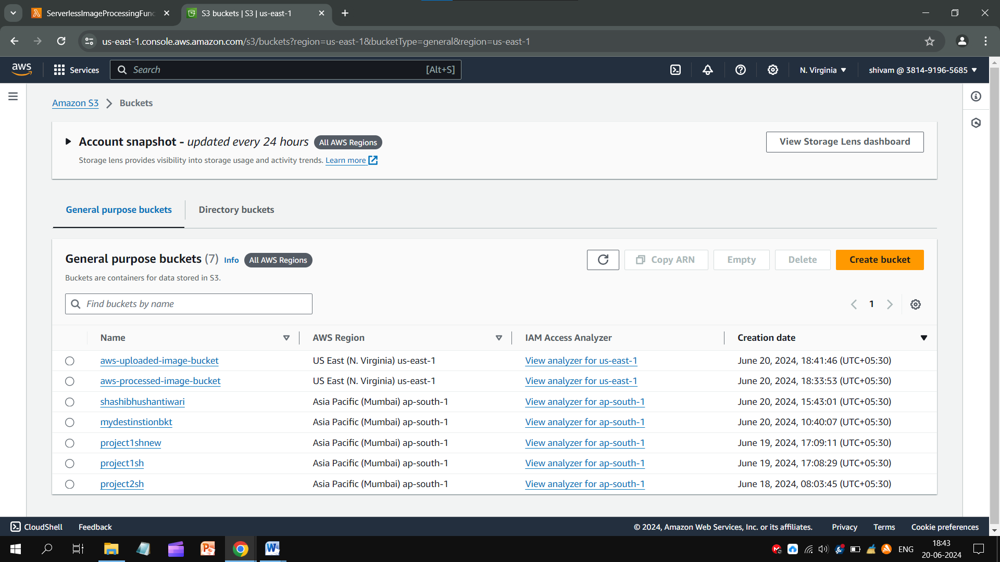 ServerlessImageProcessingFunc
S3 buckets | S3 | us-east-1
us-east-1.console.aws.amazon.com/s3/buckets?region=us-east-1&bucketType=general&region=us-east-1
aws
Services
Search
[Alt+S]
N. Virginia
shivam @ 3814-9196-5685
Amazon S3
Buckets
Account snapshot - updated every 24 hours All AWS Regions
View Storage Lens dashboard
Storage lens provides visibility into storage usage and activity trends. Learn more
General purpose buckets
Directory buckets
General purpose buckets (7) Info All AWS Regions
Copy ARN
Empty
Delete
Create bucket
Buckets are containers for data stored in S3.
Find buckets by name
1
Name AWS Region IAM Access Analyzer Creation date
aws-uploaded-image-bucket US East (N. Virginia) us-east-1 View analyzer for us-east-1 June 20, 2024, 18:41:46 (UTC+05:30)
aws-processed-image-bucket US East (N. Virginia) us-east-1 View analyzer for us-east-1 June 20, 2024, 18:33:53 (UTC+05:30)
shashibhushantiwari Asia Pacific (Mumbai) ap-south-1 View analyzer for ap-south-1 June 20, 2024, 15:43:01 (UTC+05:30)
mydestinstionbkt Asia Pacific (Mumbai) ap-south-1 View analyzer for ap-south-1 June 20, 2024, 10:40:07 (UTC+05:30)
project1shnew Asia Pacific (Mumbai) ap-south-1 View analyzer for ap-south-1 June 19, 2024, 17:09:11 (UTC+05:30)
project1sh Asia Pacific (Mumbai) ap-south-1 View analyzer for ap-south-1 June 19, 2024, 17:08:29 (UTC+05:30)
project2sh Asia Pacific (Mumbai) ap-south-1 View analyzer for ap-south-1 June 18, 2024, 08:03:45 (UTC+05:30)
CloudShell
Feedback
© 2024, Amazon Web Services, Inc. or its affiliates.
Privacy
Terms
Cookie preferences
ENG
18:43
20-06-2024